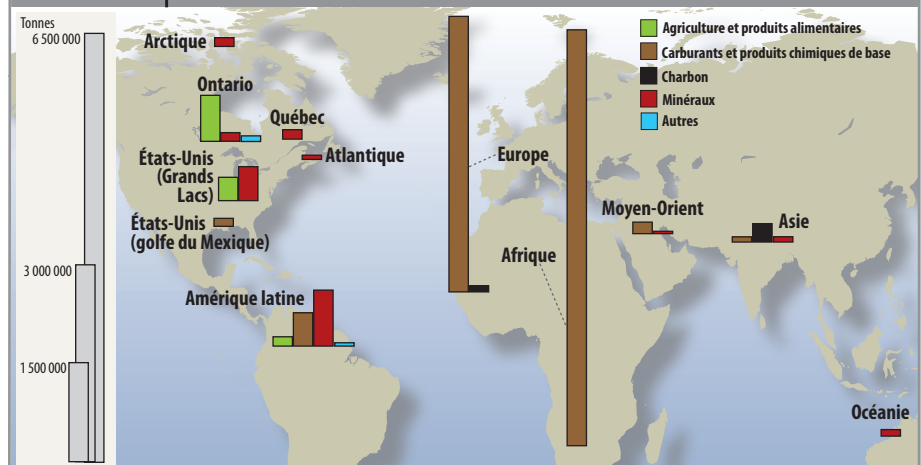 Tonnes
6 500 000
3 000 000
1 500 000
Arctique
Ontario
Québec
Atlantique
États-Unis
(Grands
Lacs)
États-Unis
(golfe du Mexique)
Amérique latine
Europe
Afrique
Moyen-Orient
Asie
Océanie
Agriculture et produits alimentaires
Carburants et produits chimiques de base
Charbon
Minéraux
Autres